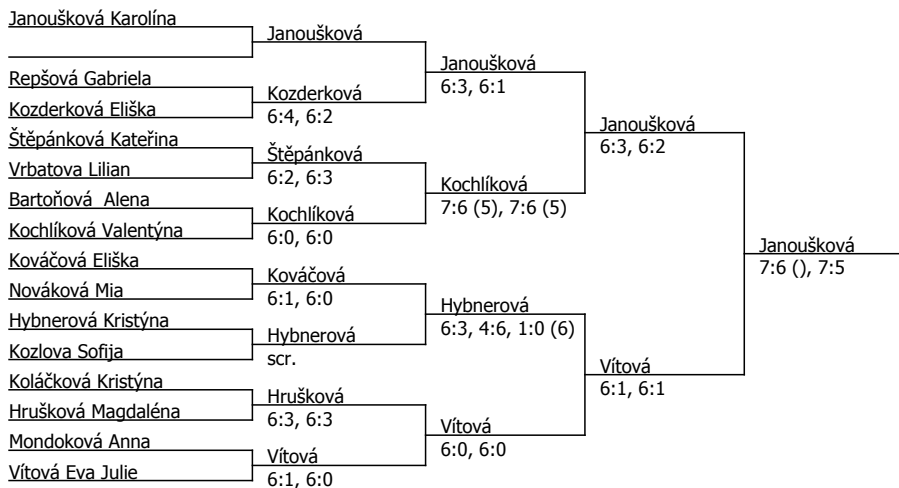 Janoušková Karolína
Repšová Gabriela
Kozderková Eliška
Štěpánková Kateřina
Vrbatova Lilian
Bartoňová  Alena
Kochlíková Valentýna
Kováčová Eliška
Nováková Mia
Hybnerová Kristýna
Kozlova Sofija
Koláčková Kristýna
Hrušková Magdaléna
Mondoková Anna
Vítová Eva Julie
Janoušková
Kozderková
6:4, 6:2
Štěpánková
6:2, 6:3
Kochlíková
6:0, 6:0
Kováčová
6:1, 6:0
Hybnerová
scr.
Hrušková
6:3, 6:3
Vítová
6:1, 6:0
Janoušková
6:3, 6:1
Kochlíková
7:6 (5), 7:6 (5)
Hybnerová
6:3, 4:6, 1:0 (6)
Vítová
6:0, 6:0
Janoušková
6:3, 6:2
Vítová
6:1, 6:1
Janoušková
7:6 (), 7:5